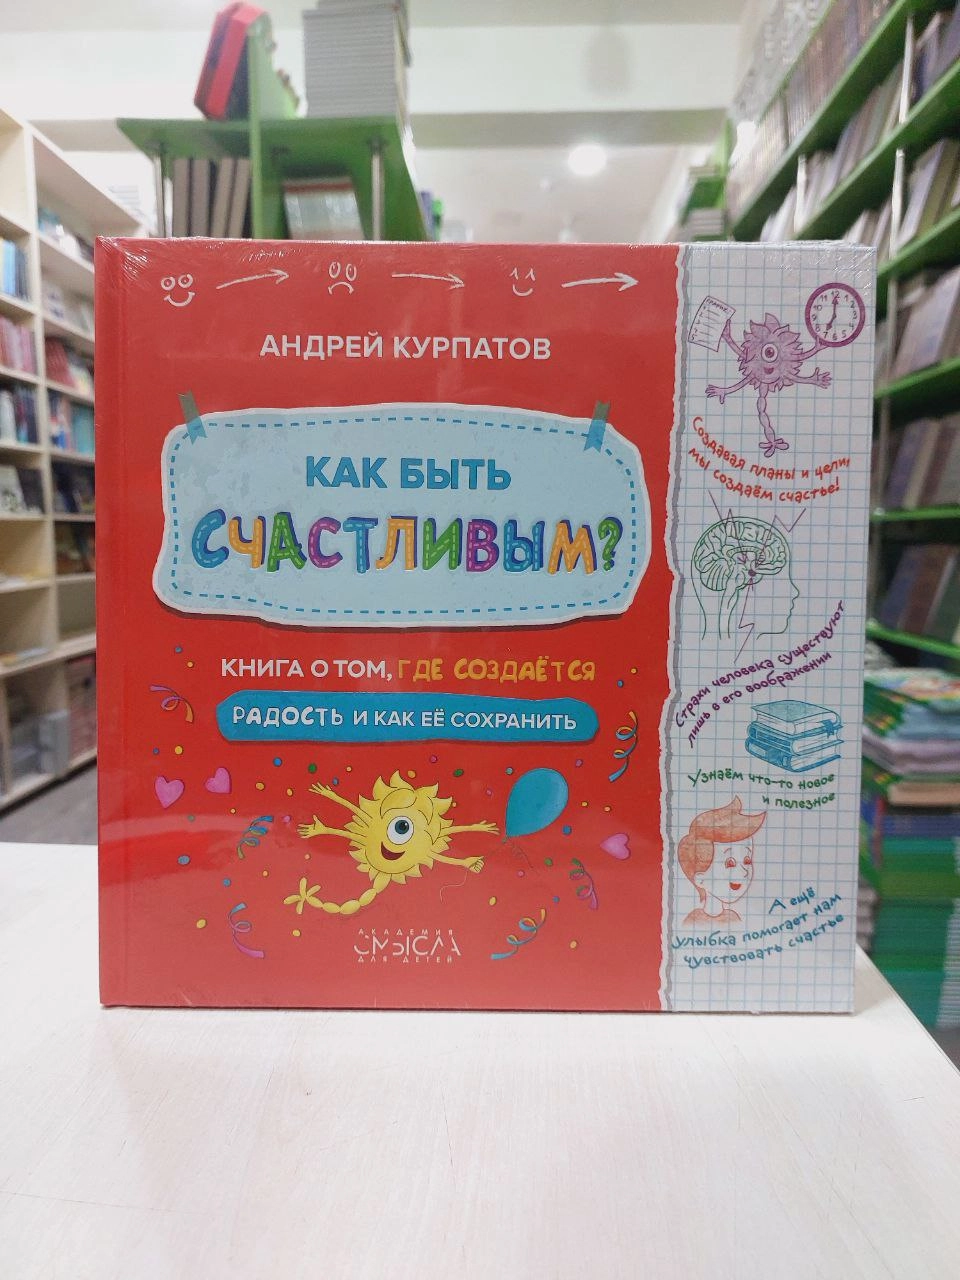 АНДРЕЙ КУРПАТОВ
КАК БЫТЬ
СЧАСТЛИВЫМ?
КНИГА О ТОМ, ГДЕ СОЗДАЁТСЯ
РАДОСТЬ И КАК ЕЁ СОХРАНИТЬ
АКАДЕМИЯ
СМЫСЛА
ДЛЯ ДЕТЕЙ
Создавая планы и цели,
мы создаём счастье!
Страхи человека существуют
лишь в его воображении
Узнаём что-то новое
и полезное
А ещё
улыбка помогает нам
чувствовать счастье